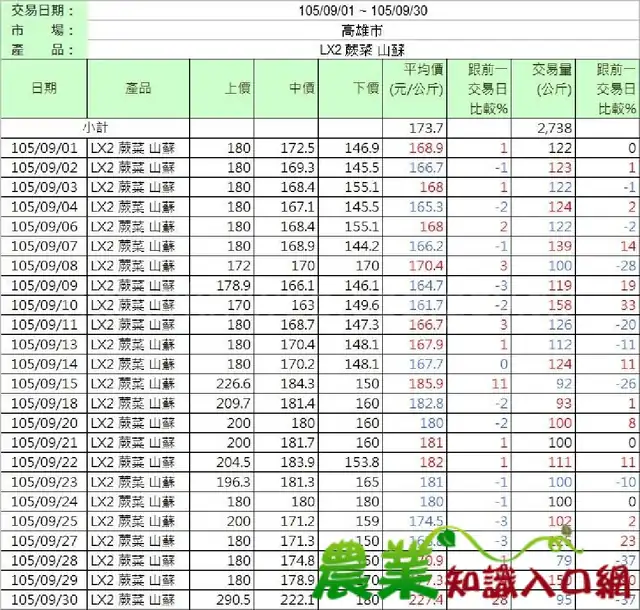 交易日期： 105/09/01 ~ 105/09/30
市 場： 高雄市
產 品： LX2 蕨菜 山蘇
日期 產品 上價 中價 下價 平均價(元/公斤) 跟前一交易日比較% 交易量(公斤) 跟前一交易日比較%
小計 173.7 2,738
105/09/01 LX2 蕨菜 山蘇 180 172.5 146.9 168.9 1 122 0
105/09/02 LX2 蕨菜 山蘇 180 169.3 145.5 166.7 -1 123 1
105/09/03 LX2 蕨菜 山蘇 180 168.4 155.1 168 1 122 -1
105/09/04 LX2 蕨菜 山蘇 180 167.1 145.5 165.3 -2 124 2
105/09/06 LX2 蕨菜 山蘇 180 168.4 155.1 168 2 122 -2
105/09/07 LX2 蕨菜 山蘇 180 168.9 144.2 166.2 -1 139 14
105/09/08 LX2 蕨菜 山蘇 172 170 170 170.4 3 100 -28
105/09/09 LX2 蕨菜 山蘇 178.9 166.1 146.1 164.7 -3 119 19
105/09/10 LX2 蕨菜 山蘇 170 163 149.6 161.7 -2 158 33
105/09/11 LX2 蕨菜 山蘇 180 168.7 147.3 166.7 3 126 -20
105/09/13 LX2 蕨菜 山蘇 180 170.4 148.1 167.9 1 112 -11
105/09/14 LX2 蕨菜 山蘇 180 170.2 148.1 167.7 0 124 11
105/09/15 LX2 蕨菜 山蘇 226.6 184.3 150 185.9 11 92 -26
105/09/18 LX2 蕨菜 山蘇 209.7 181.4 160 182.8 -2 93 1
105/09/20 LX2 蕨菜 山蘇 200 180 160 180 -2 100 8
105/09/21 LX2 蕨菜 山蘇 200 181.7 160 181 1 100 0
105/09/22 LX2 蕨菜 山蘇 204.5 183.9 153.8 182 1 111 11
105/09/23 LX2 蕨菜 山蘇 196.3 181.3 165 181 -1 100 -10
105/09/24 LX2 蕨菜 山蘇 180 180 180 180 -1 100 0
105/09/25 LX2 蕨菜 山蘇 200 171.2 159 174.5 -3 102 2
105/09/27 LX2 蕨菜 山蘇 180 171.3 -3 23
105/09/28 LX2 蕨菜 山蘇 180 174.8 79 -37
105/09/29 LX2 蕨菜 山蘇 180 178.9
105/09/30 LX2 蕨菜 山蘇 290.5 222.1 180 227.4 28 95 -37
農業知識入口網